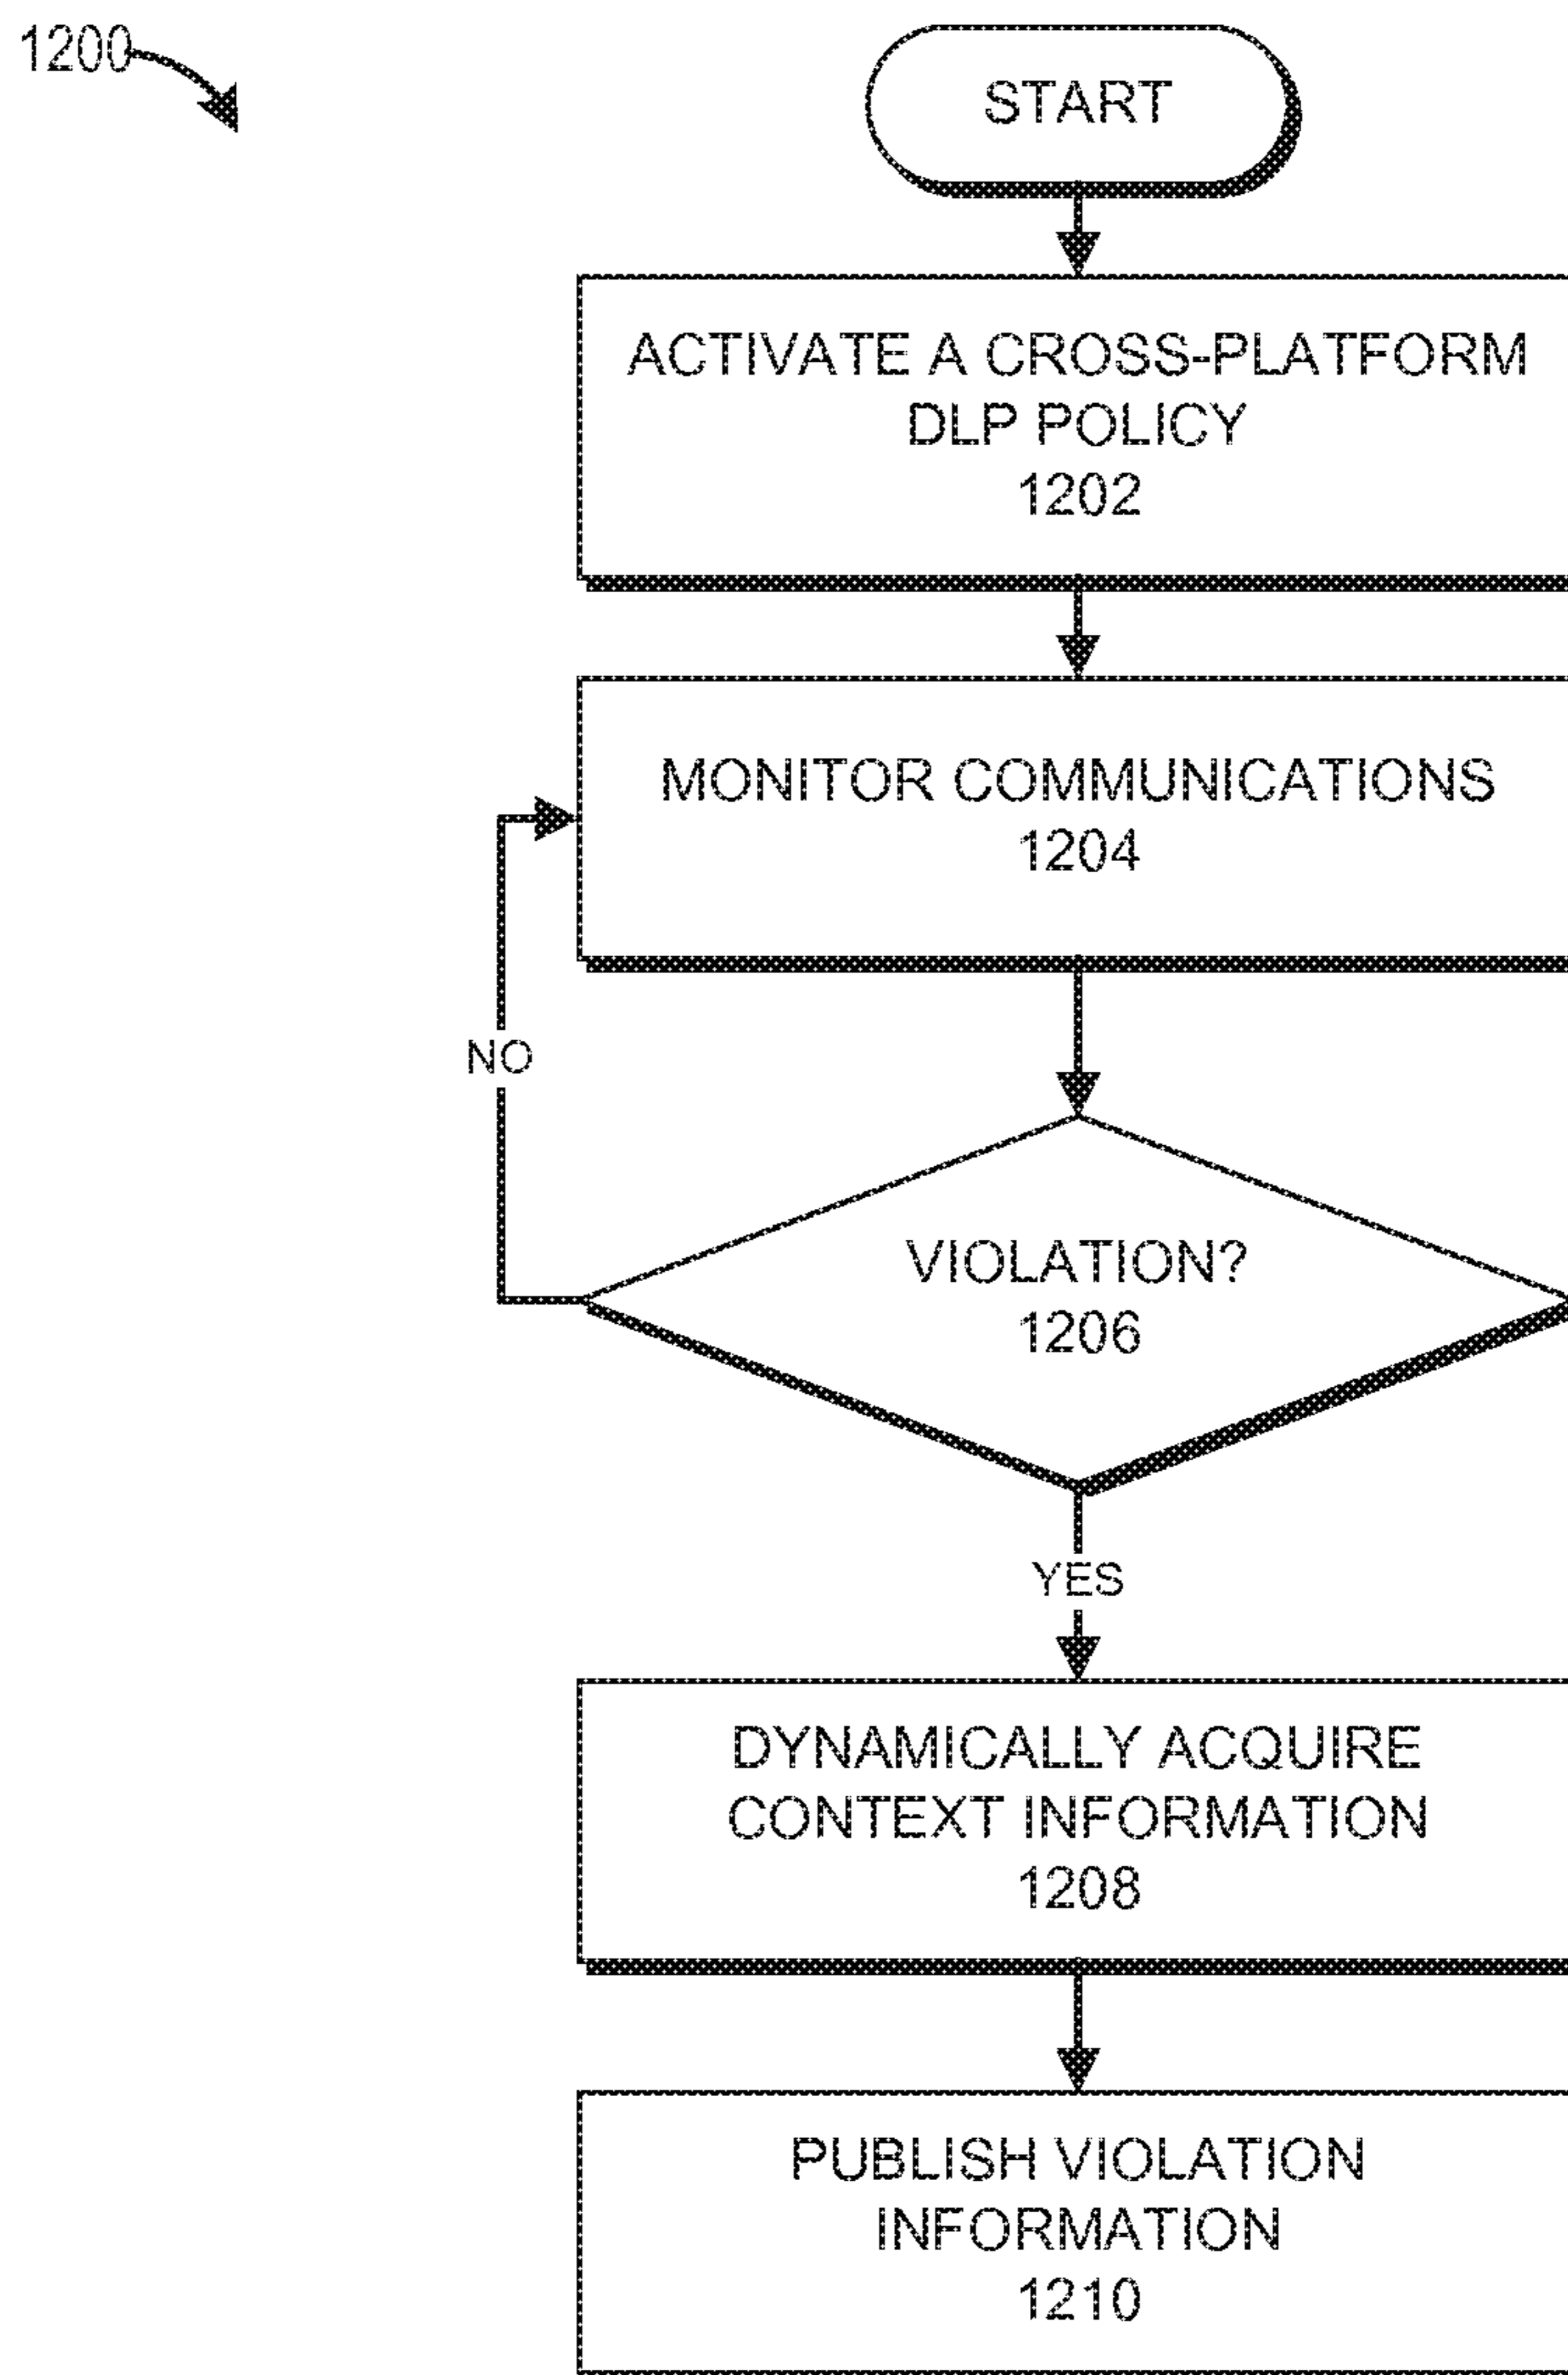 1200
START
ACTIVATE A CROSS-PLATFORM
DLP POLICY
1202
MONITOR COMMUNICATIONS
1204
NO
VIOLATION?
1206
YES
DYNAMICALLY ACQUIRE
CONTEXT INFORMATION
1208
PUBLISH VIOLATION
INFORMATION
1210